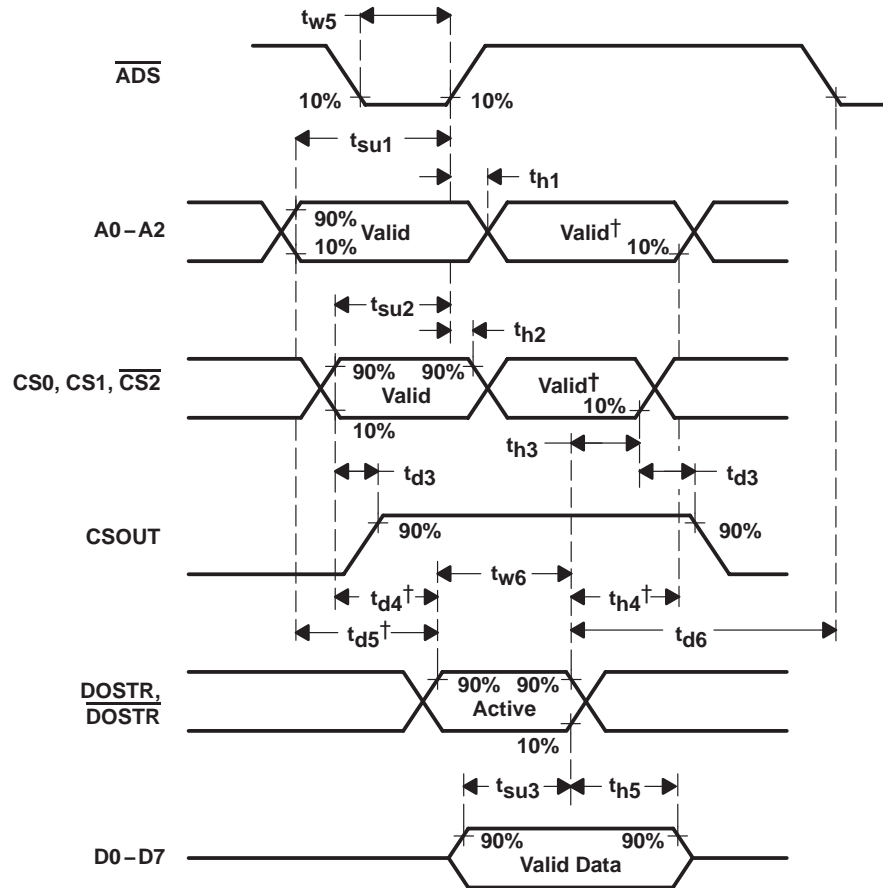 tw5
ADS
10% 10%
tsu1
th1
A0–A2
90%
Valid
10%
Valid†
10%
tsu2
th2
CS0, CS1, CS2
90% 90%
Valid
10%
Valid†
10%
th3
td3
td3
CSOUT
90%
90%
tw6
td4†
th4†
td5†
td6
DOSTR,
DOSTR
90% 90%
Active
10%
tsu3
th5
D0–D7
90% 90%
Valid Data